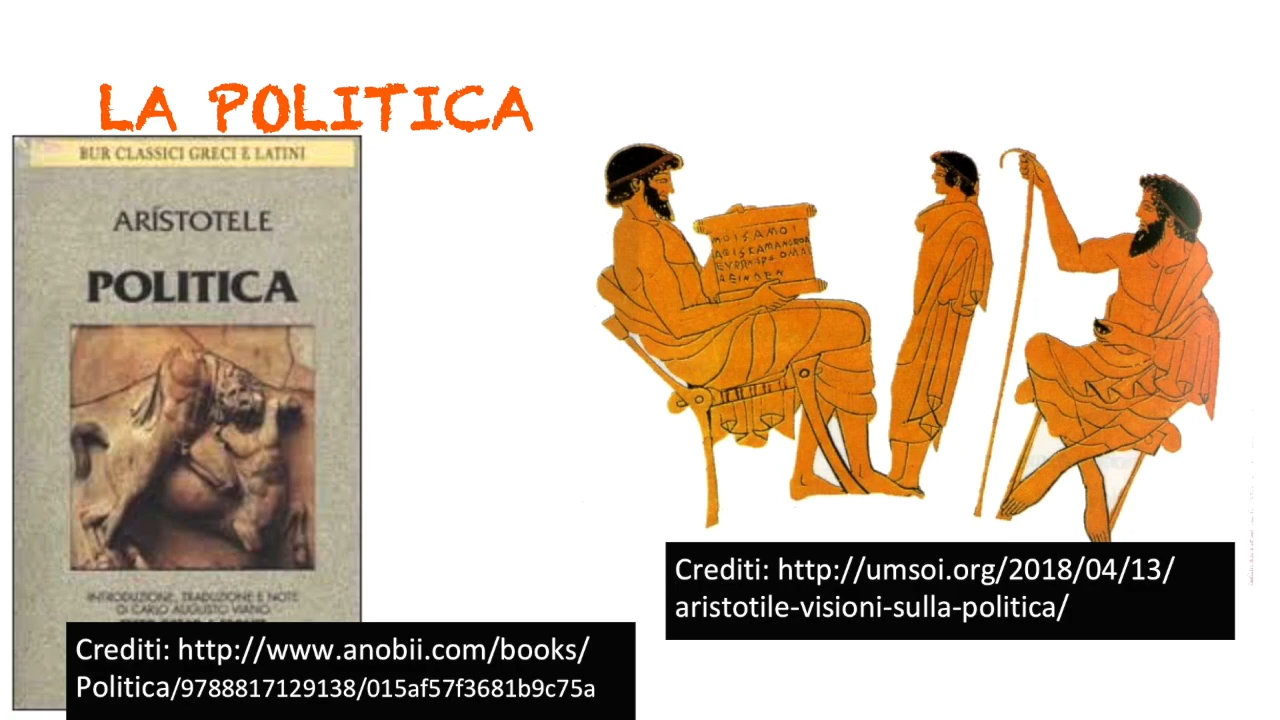 LA POLITICA
BUR CLASSICI GRECI E LATINI
ARISTOTELE
POLITICA
INTRODUZIONE, TRADUZIONE E NOTE
DI CARLO AUGUSTO VIANO
Crediti: http://www.anobii.com/books/
Politica/9788817129138/015af57f3681b9c75a
Crediti: http://umsoi.org/2018/04/13/
aristotile-visioni-sulla-politica/